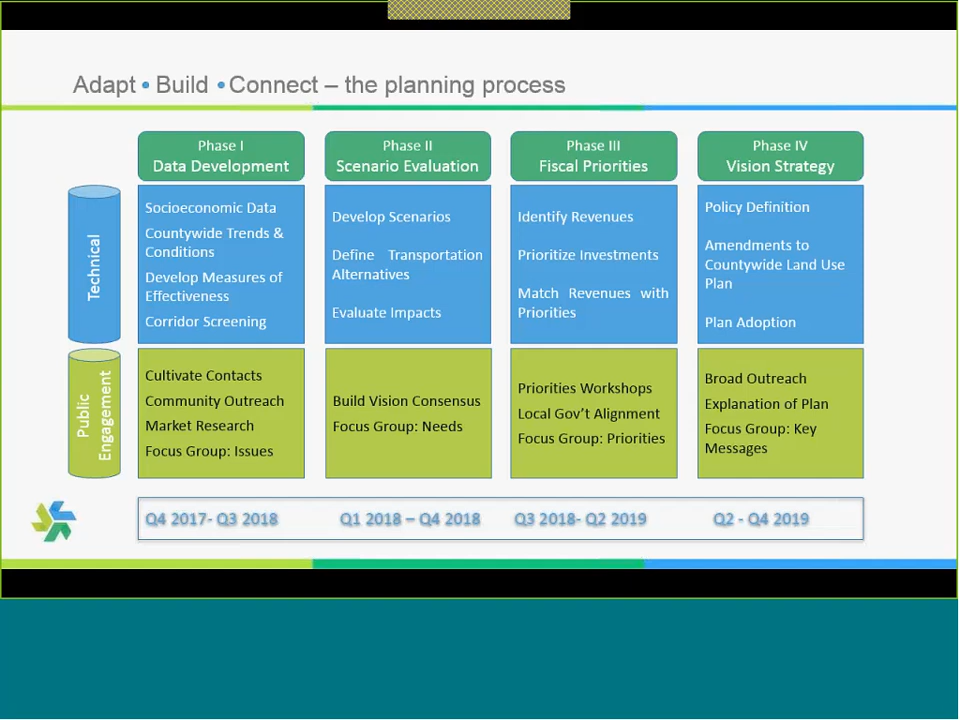 Adapt • Build • Connect – the planning process
Phase I
Data Development
Phase II
Scenario Evaluation
Phase III
Fiscal Priorities
Phase IV
Vision Strategy
Technical
Socioeconomic Data
Countywide Trends &
Conditions
Develop Measures of
Effectiveness
Corridor Screening
Develop Scenarios
Define Transportation
Alternatives
Evaluate Impacts
Identify Revenues
Prioritize Investments
Match Revenues with
Priorities
Policy Definition
Amendments to
Countywide Land Use
Plan
Plan Adoption
Public
Engagement
Cultivate Contacts
Community Outreach
Market Research
Focus Group: Issues
Build Vision Consensus
Focus Group: Needs
Priorities Workshops
Local Gov't Alignment
Focus Group: Priorities
Broad Outreach
Explanation of Plan
Focus Group: Key
Messages
Q4 2017- Q3 2018
Q1 2018 – Q4 2018
Q3 2018- Q2 2019
Q2 - Q4 2019